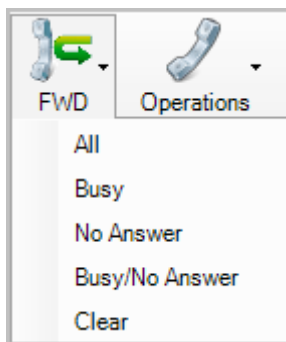 FWD Operations
All
Busy
No Answer
Busy/No Answer
Clear